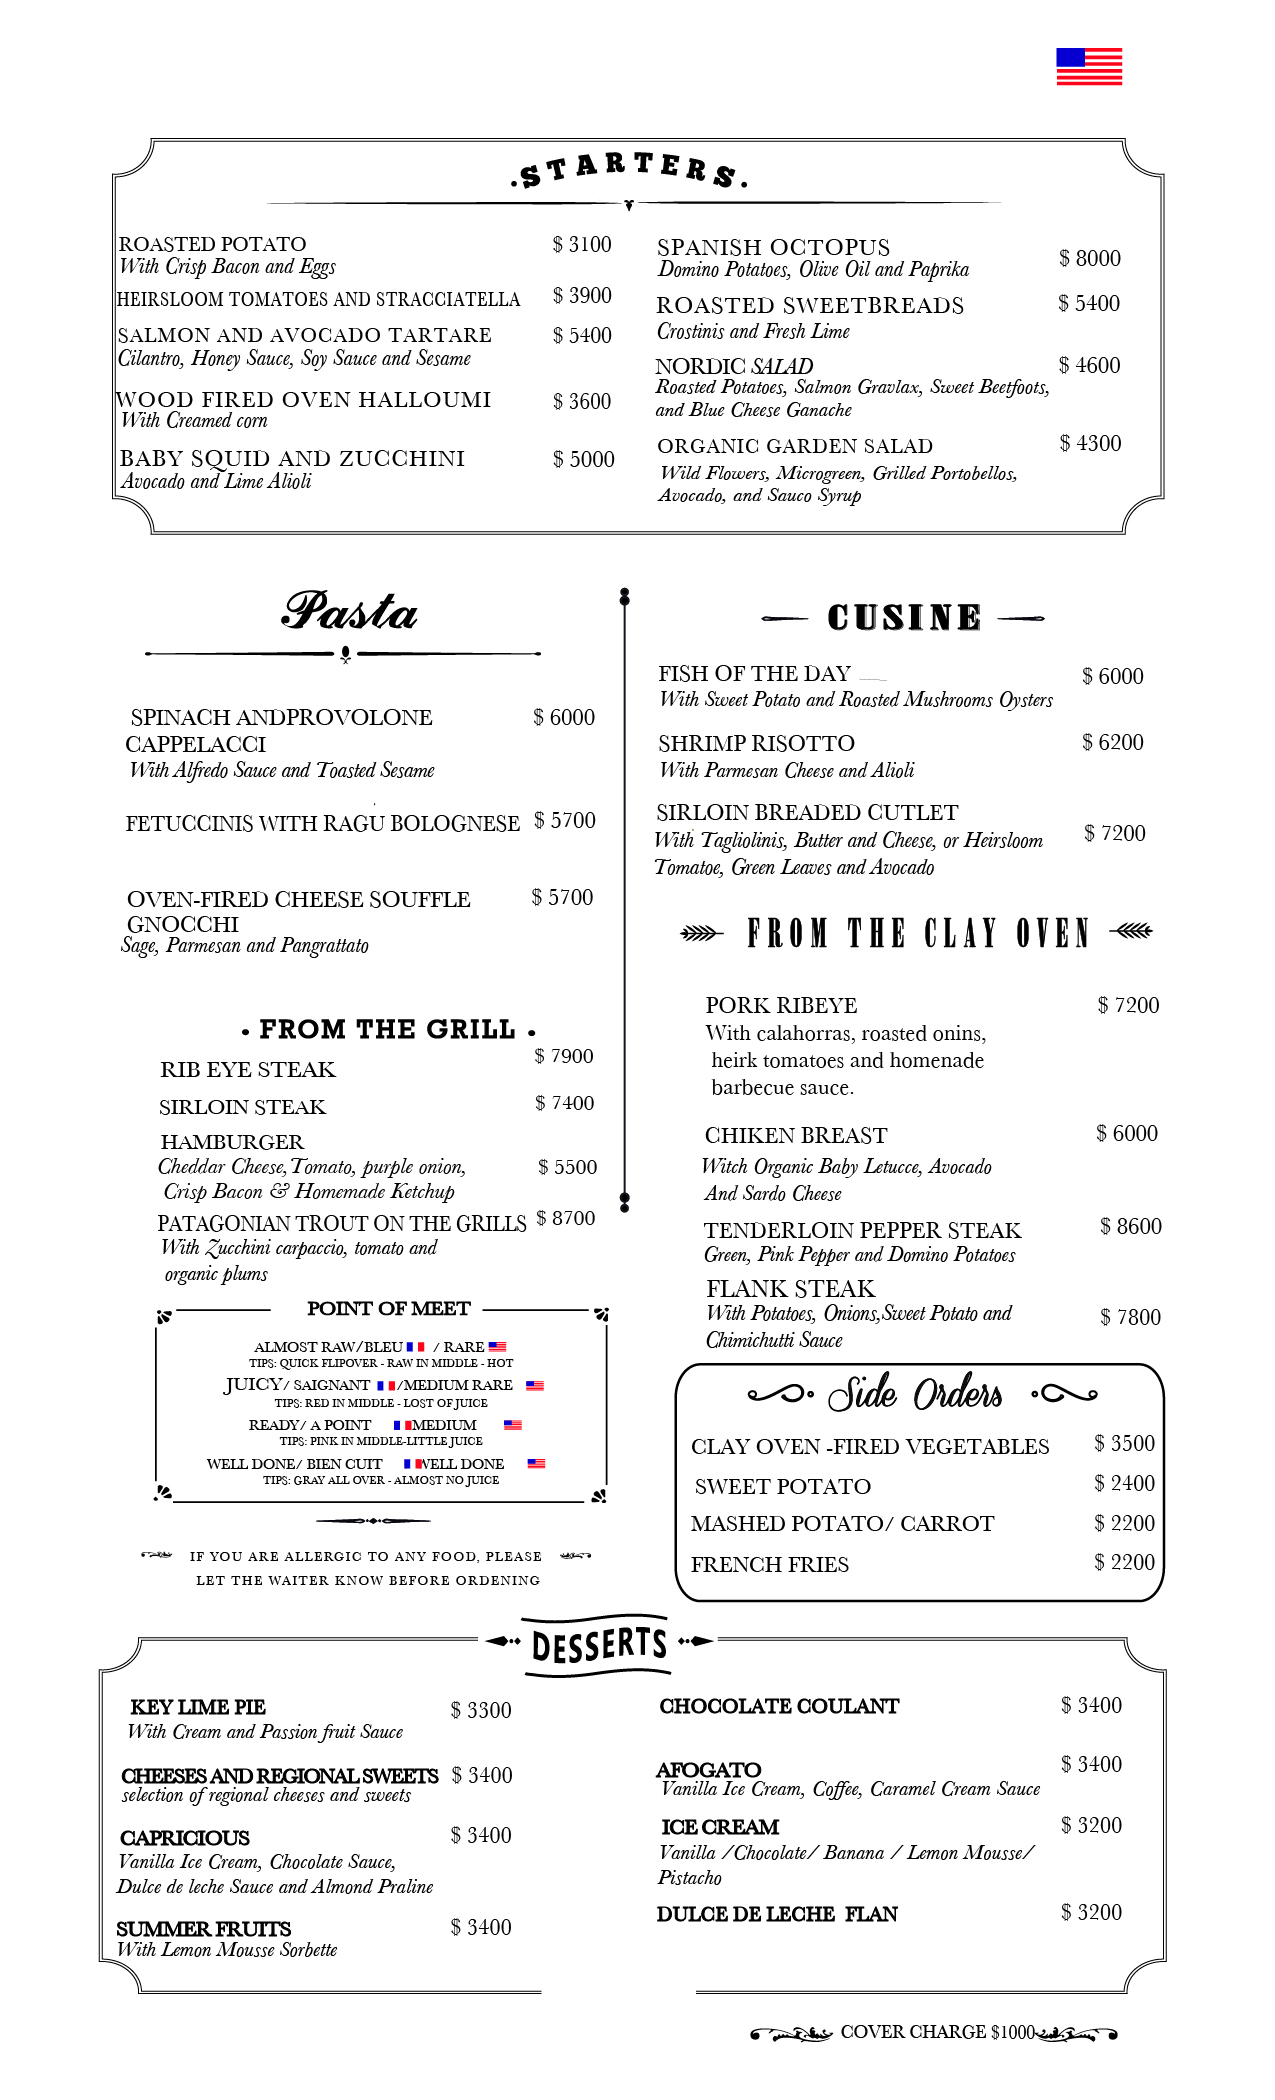 .STARTERS.
ROASTED POTATO $ 3100
With Crisp Bacon and Eggs
HEIRSLOOM TOMATOES AND STRACCIATELLA $ 3900
SALMON AND AVOCADO TARTARE $ 5400
Cilantro, Honey Sauce, Soy Sauce and Sesame
WOOD FIRED OVEN HALLOUMI $ 3600
With Creamed corn
BABY SQUID AND ZUCCHINI $ 5000
Avocado and Lime Alioli
SPANISH OCTOPUS $ 8000
Domino Potatoes, Olive Oil and Paprika
ROASTED SWEETBREADS $ 5400
Crostinis and Fresh Lime
NORDIC SALAD $ 4600
Roasted Potatoes, Salmon Gravlax, Sweet Beetfoots,
and Blue Cheese Ganache
ORGANIC GARDEN SALAD $ 4300
Wild Flowers, Microgreen, Grilled Portobellos,
Avocado, and Sauco Syrup
Pasta
SPINACH ANDPROVOLONE $ 6000
CAPPELACCI
With Alfredo Sauce and Toasted Sesame
FETUCCINIS WITH RAGU BOLOGNESE $ 5700
OVEN-FIRED CHEESE SOUFFLE $ 5700
GNOCCHI
Sage, Parmesan and Pangrattato
. FROM THE GRILL .
RIB EYE STEAK $ 7900
SIRLOIN STEAK $ 7400
HAMBURGER
Cheddar Cheese,Tomato, purple onion, $ 5500
Crisp Bacon & Homemade Ketchup
PATAGONIAN TROUT ON THE GRILLS $ 8700
With Zucchini carpaccio, tomato and
organic plums
POINT OF MEET
ALMOST RAW/BLEU / RARE
TIPS: QUICK FLIPOVER - RAW IN MIDDLE - HOT
JUICY/ SAIGNANT /MEDIUM RARE
TIPS: RED IN MIDDLE - LOST OF JUICE
READY/ A POINT MEDIUM
TIPS: PINK IN MIDDLE-LITTLE JUICE
WELL DONE/ BIEN CUIT WELL DONE
TIPS: GRAY ALL OVER - ALMOST NO JUICE
IF YOU ARE ALLERGIC TO ANY FOOD, PLEASE
LET THE WAITER KNOW BEFORE ORDENING
CUSINE
FISH OF THE DAY $ 6000
With Sweet Potato and Roasted Mushrooms Oysters
SHRIMP RISOTTO $ 6200
With Parmesan Cheese and Alioli
SIRLOIN BREADED CUTLET
With Tagliolinis, Butter and Cheese, or Heirsloom $ 7200
Tomatoe, Green Leaves and Avocado
FROM THE CLAY OVEN
PORK RIBEYE $ 7200
With calahorras, roasted onins,
heirk tomatoes and homenade
barbecue sauce.
CHIKEN BREAST $ 6000
Witch Organic Baby Letucce, Avocado
And Sardo Cheese
TENDERLOIN PEPPER STEAK $ 8600
Green, Pink Pepper and Domino Potatoes
FLANK STEAK
With Potatoes, Onions,Sweet Potato and $ 7800
Chimichutti Sauce
Side Orders
CLAY OVEN -FIRED VEGETABLES $ 3500
SWEET POTATO $ 2400
MASHED POTATO/ CARROT $ 2200
FRENCH FRIES $ 2200
DESSERTS
KEY LIME PIE $ 3300
With Cream and Passion fruit Sauce
CHEESES AND REGIONAL SWEETS $ 3400
selection of regional cheeses and sweets
CAPRICIOUS $ 3400
Vanilla Ice Cream, Chocolate Sauce,
Dulce de leche Sauce and Almond Praline
SUMMER FRUITS $ 3400
With Lemon Mousse Sorbette
CHOCOLATE COULANT $ 3400
AFOGATO $ 3400
Vanilla Ice Cream, Coffee, Caramel Cream Sauce
ICE CREAM $ 3200
Vanilla /Chocolate/ Banana / Lemon Mousse/
Pistacho
DULCE DE LECHE FLAN $ 3200
COVER CHARGE $1000